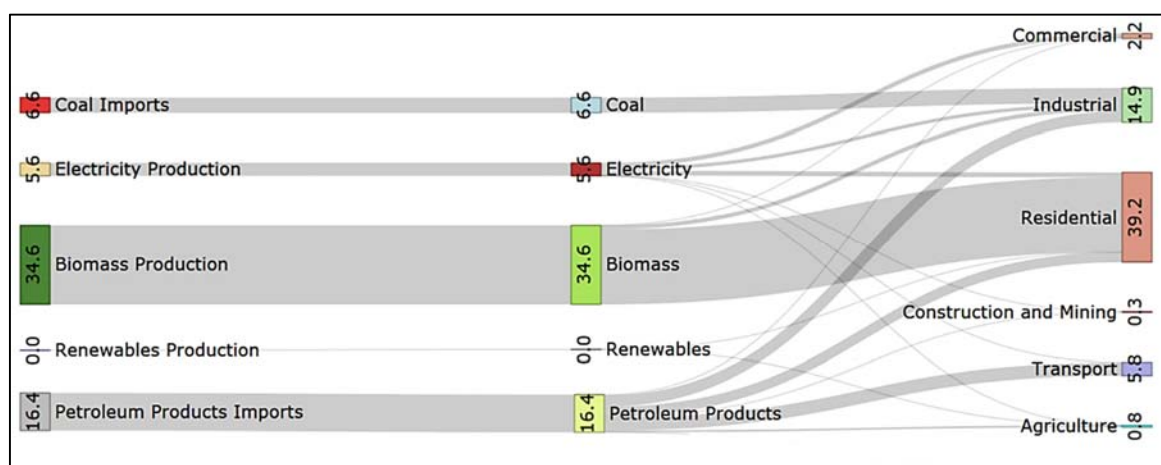 Commercial
2.2
Coal Imports
6.6
Coal
6.6
Industrial
14.9
Electricity Production
5.6
Electricity
5.6
Residential
39.2
Biomass Production
34.6
Biomass
34.6
Construction and Mining
0.3
Renewables Production
0.0
Renewables
0.0
Transport
5.8
Petroleum Products Imports
16.4
Petroleum Products
16.4
Agriculture
0.8